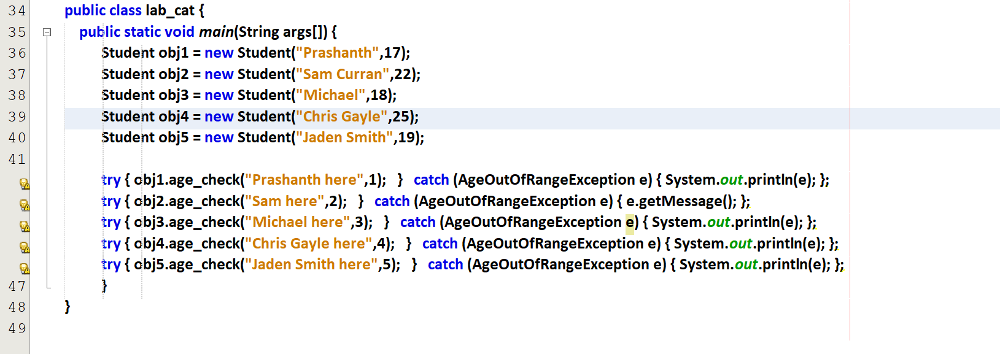 34 public class lab_cat {
35 public static void main(String args[]) {
36 Student obj1 = new Student("Prashanth",17);
37 Student obj2 = new Student("Sam Curran",22);
38 Student obj3 = new Student("Michael",18);
39 Student obj4 = new Student("Chris Gayle",25);
40 Student obj5 = new Student("Jaden Smith",19);
41
try { obj1.age_check("Prashanth here",1); } catch (AgeOutOfRangeException e) { System.out.println(e); };
try { obj2.age_check("Sam here",2); } catch (AgeOutOfRangeException e) { e.getMessage(); };
try { obj3.age_check("Michael here",3); } catch (AgeOutOfRangeException e) { System.out.println(e); };
try { obj4.age_check("Chris Gayle here",4); } catch (AgeOutOfRangeException e) { System.out.println(e); };
try { obj5.age_check("Jaden Smith here",5); } catch (AgeOutOfRangeException e) { System.out.println(e); };
47 }
48 }
49